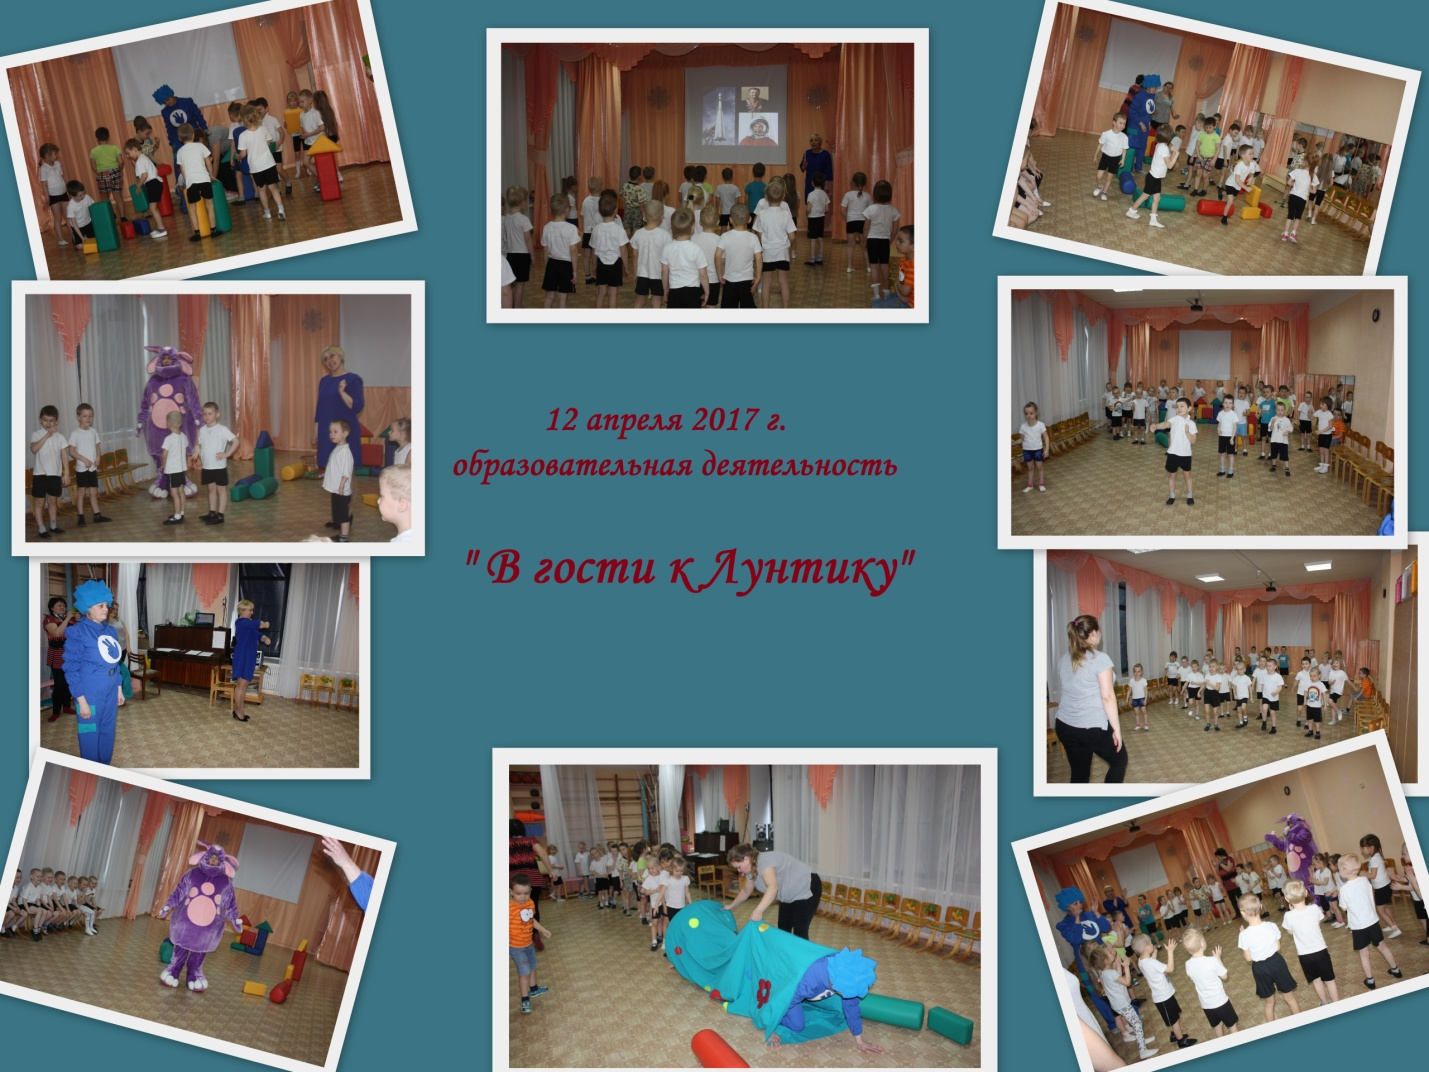 12 апреля 2017 г.
образовательная деятельность
" В гости к Лунтику"